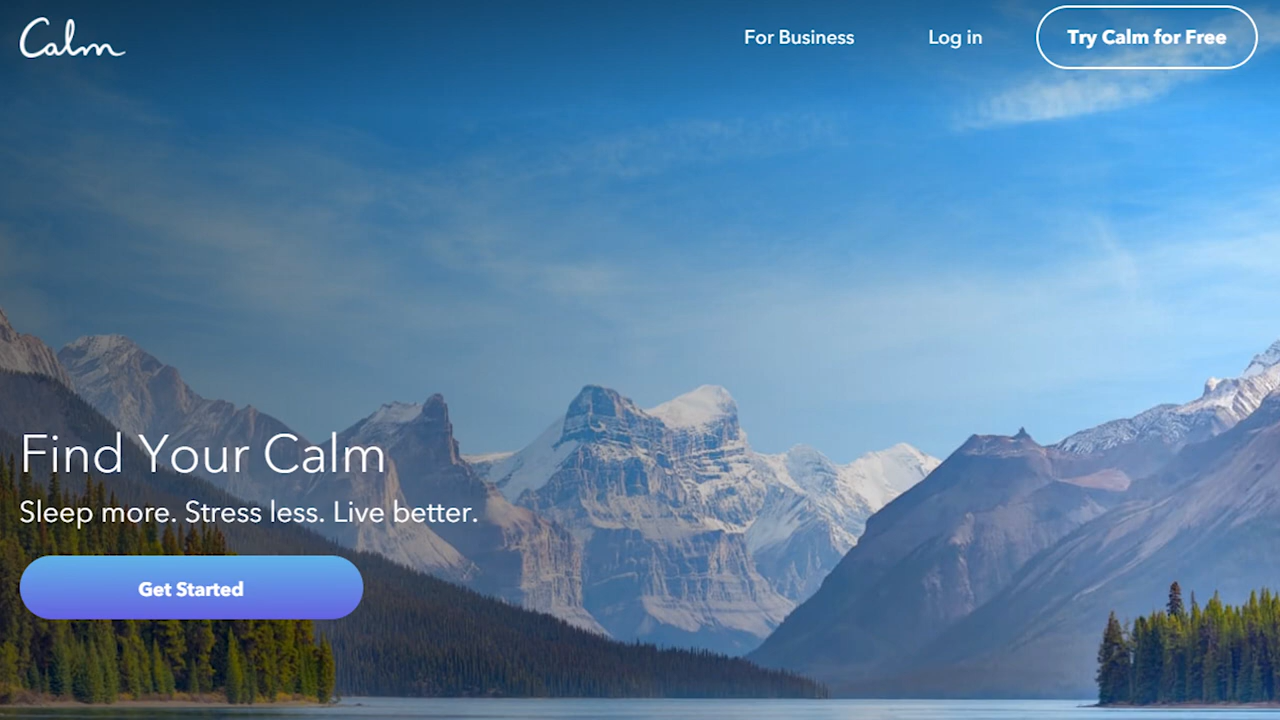 Calm
For Business
Log in
Try Calm for Free
Find Your Calm
Sleep more. Stress less. Live better.
Get Started